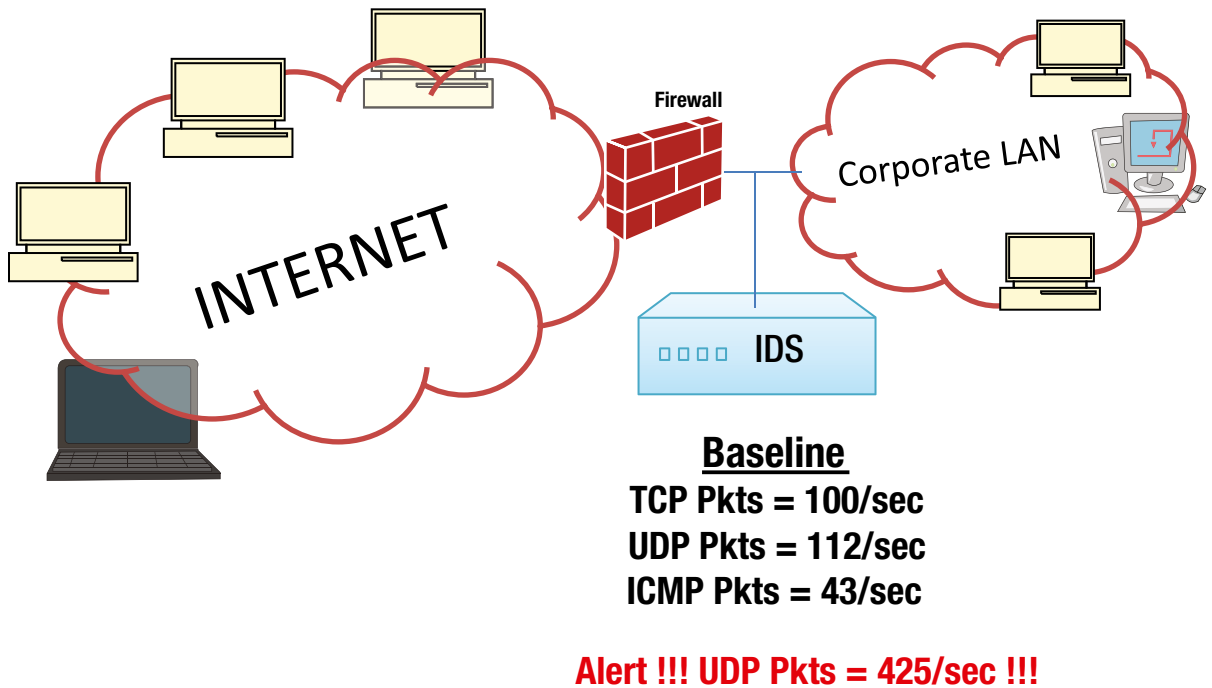 Firewall
Corporate LAN
INTERNET
IDS
Baseline
TCP Pkts = 100/sec
UDP Pkts = 112/sec
ICMP Pkts = 43/sec
Alert !!! UDP Pkts = 425/sec !!!